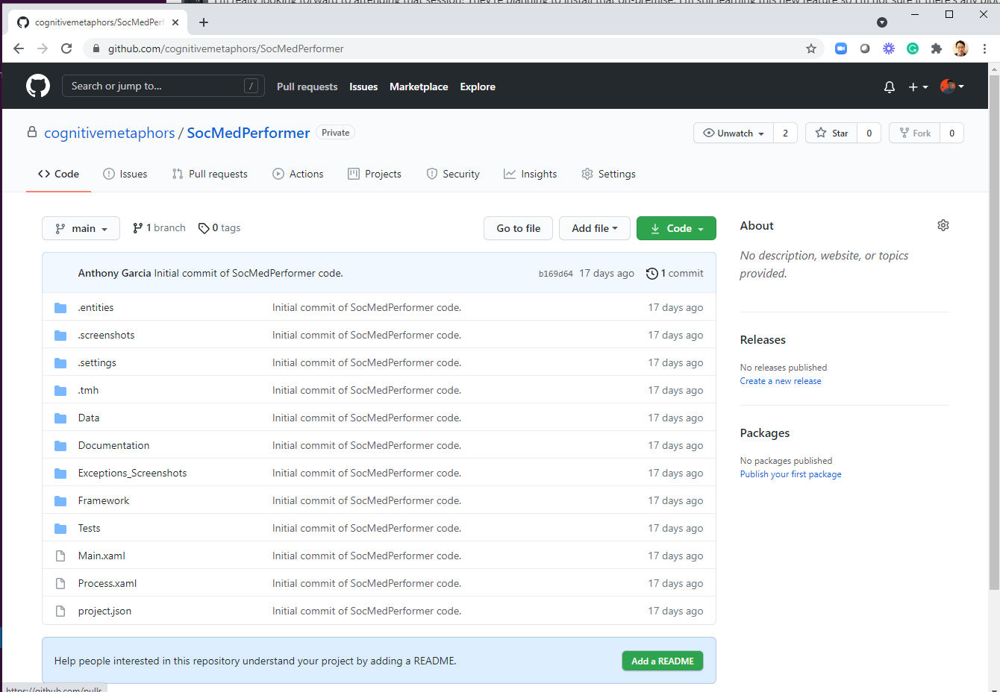 cognitivemetaphors/SocMedPerf
github.com/cognitivemetaphors/SocMedPerformer
Search or jump to... / Pull requests Issues Marketplace Explore
cognitivemetaphors / SocMedPerformer Private Unwatch 2 Star 0 Fork 0
Code Issues Pull requests Actions Projects Security Insights Settings
main 1 branch 0 tags Go to file Add file Code
Anthony Garcia Initial commit of SocMedPerformer code. b169d64 17 days ago 1 commit
.entities Initial commit of SocMedPerformer code. 17 days ago
.screenshots Initial commit of SocMedPerformer code. 17 days ago
.settings Initial commit of SocMedPerformer code. 17 days ago
.tmh Initial commit of SocMedPerformer code. 17 days ago
Data Initial commit of SocMedPerformer code. 17 days ago
Documentation Initial commit of SocMedPerformer code. 17 days ago
Exceptions_Screenshots Initial commit of SocMedPerformer code. 17 days ago
Framework Initial commit of SocMedPerformer code. 17 days ago
Tests Initial commit of SocMedPerformer code. 17 days ago
Main.xaml Initial commit of SocMedPerformer code. 17 days ago
Process.xaml Initial commit of SocMedPerformer code. 17 days ago
project.json Initial commit of SocMedPerformer code. 17 days ago
Help people interested in this repository understand your project by adding a README. Add a README
About
No description, website, or topics
provided.
Releases
No releases published
Create a new release
Packages
No packages published
Publish your first package
https://github.com/pulls